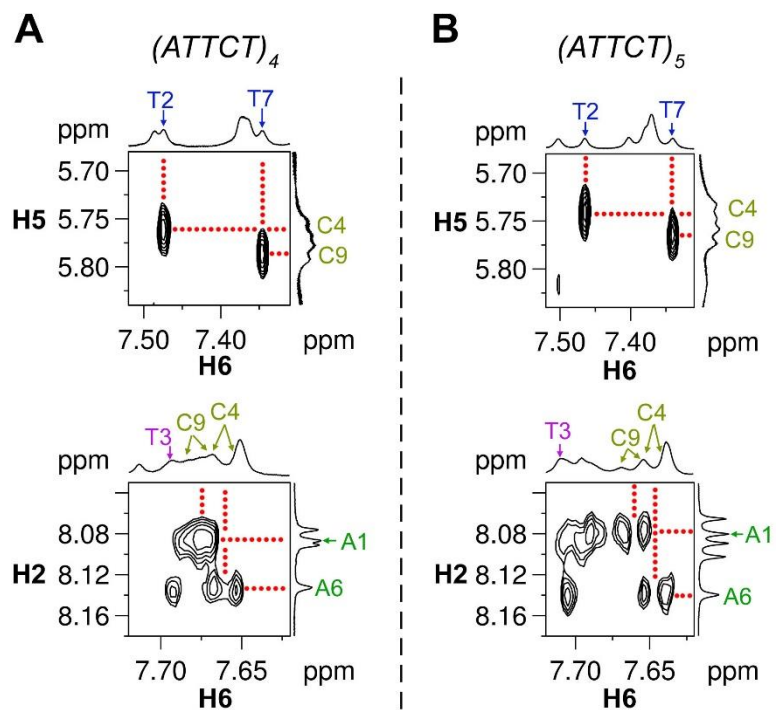 A
(ATTCT)4
T2
T7
ppm
5.70
5.75
5.80
H5
C4
C9
7.50
7.40
ppm
H6
T3
C9
C4
ppm
8.08
8.12
8.16
H2
A1
A6
7.70
7.65
ppm
H6
B
(ATTCT)5
T2
T7
ppm
5.70
5.75
5.80
H5
C4
C9
7.50
7.40
ppm
H6
T3
C9
C4
ppm
8.08
8.12
8.16
H2
A1
A6
7.70
7.65
ppm
H6